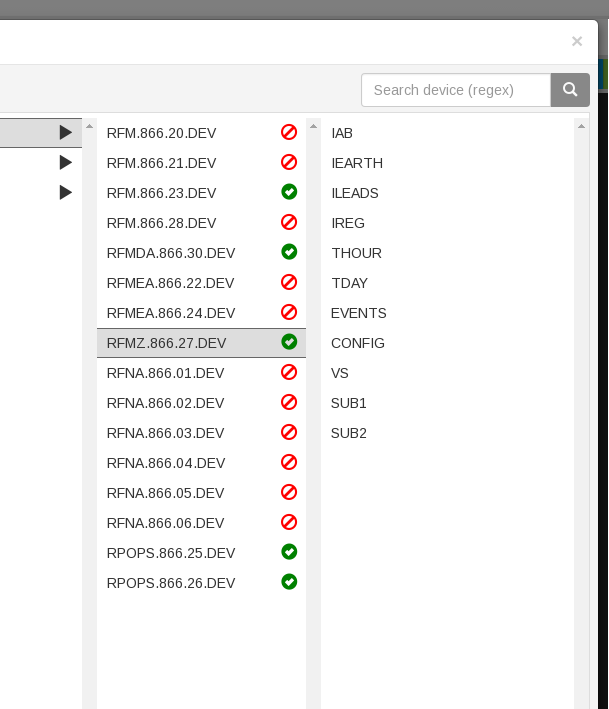 ×
Search device (regex)
RFM.866.20.DEV
RFM.866.21.DEV
RFM.866.23.DEV
RFM.866.28.DEV
RFMDA.866.30.DEV
RFMEA.866.22.DEV
RFMEA.866.24.DEV
RFMZ.866.27.DEV
RFNA.866.01.DEV
RFNA.866.02.DEV
RFNA.866.03.DEV
RFNA.866.04.DEV
RFNA.866.05.DEV
RFNA.866.06.DEV
RPOPS.866.25.DEV
RPOPS.866.26.DEV
IAB
IEARTH
ILEADS
IREG
THOUR
TDAY
EVENTS
CONFIG
VS
SUB1
SUB2